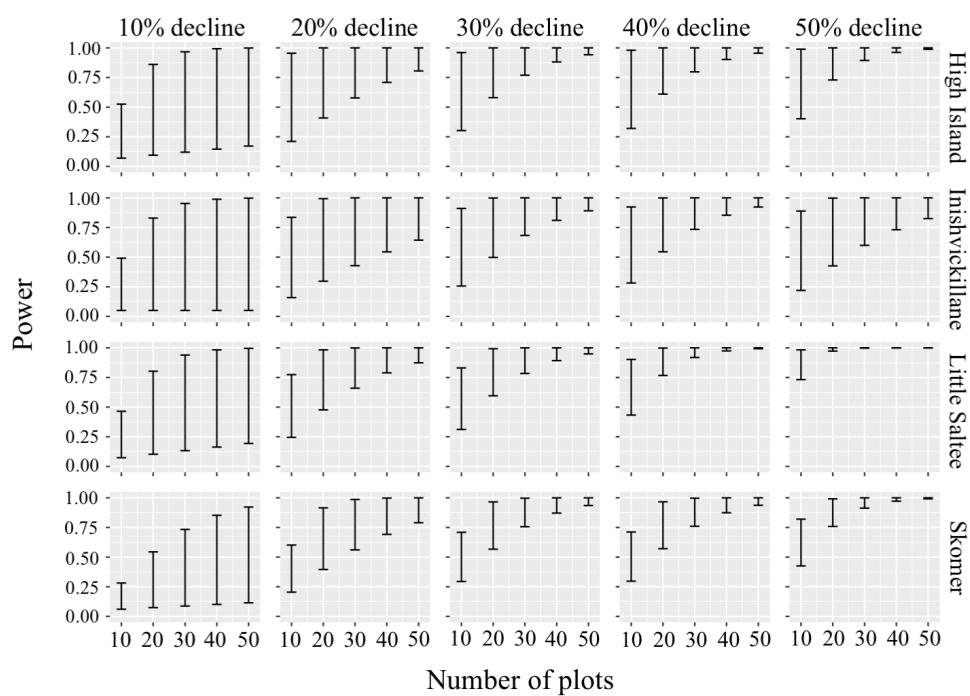 10% decline 20% decline 30% decline 40% decline 50% decline
1.00
0.75
0.50
0.25
0.00
High Island
1.00
0.75
0.50
0.25
0.00
Inishvickillane
1.00
0.75
0.50
0.25
0.00
Little Saltee
1.00
0.75
0.50
0.25
0.00
Skomer
Power
10 20 30 40 50 10 20 30 40 50 10 20 30 40 50 10 20 30 40 50 10 20 30 40 50
Number of plots